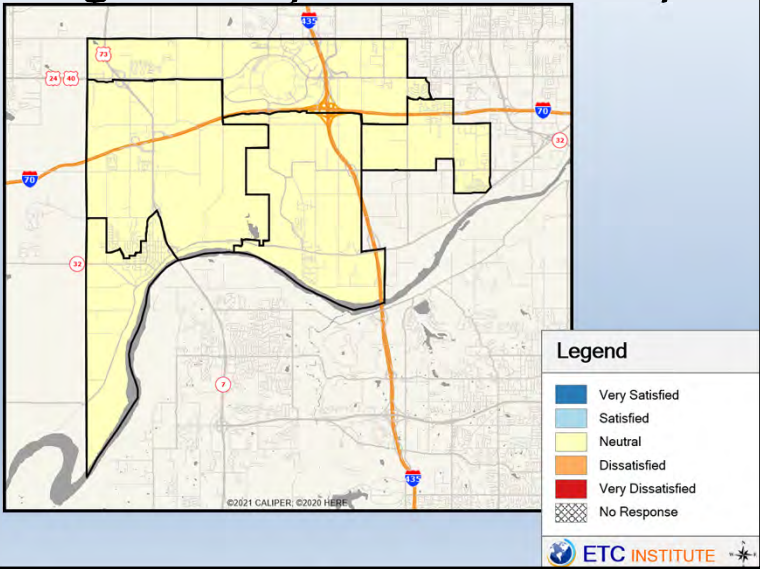 435
73
24 40
70
32
70
32
7
435
©2021 CALIPER; ©2020 HERE
Legend
Very Satisfied
Satisfied
Neutral
Dissatisfied
Very Dissatisfied
No Response
ETC INSTITUTE